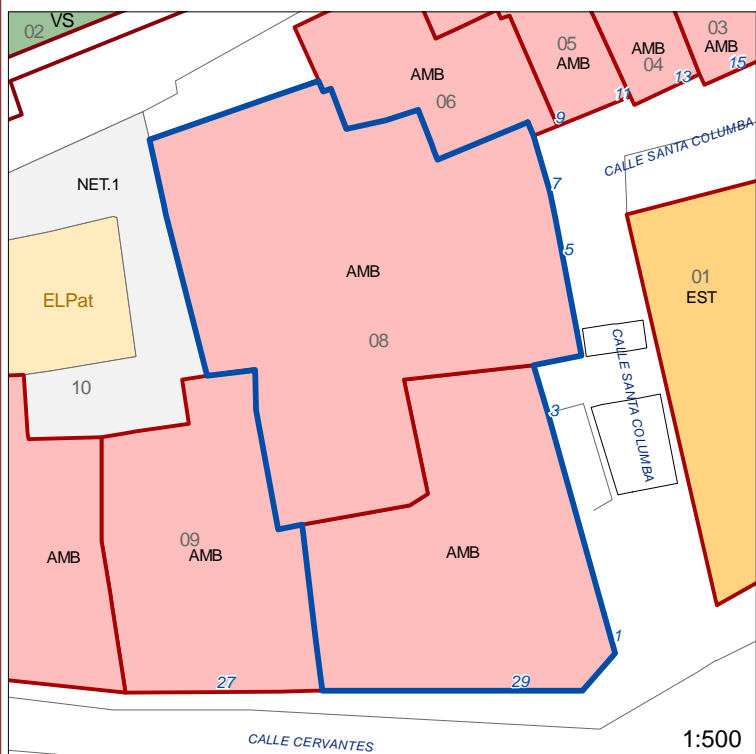 VS
02
03
AMB
05
AMB
AMB
04
15
13
11
AMB
06
9
CALLE SANTA COLUMBA
NET.1
7
5
AMB
01
EST
ELPat
08
10
CALLE SANTA COLUMBA
3
09
AMB
AMB
AMB
1
27
29
CALLE CERVANTES
1:500